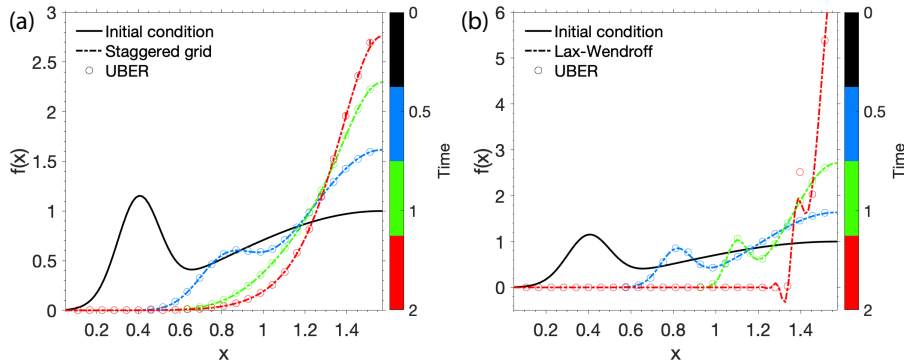 (a)
Initial condition
Staggered grid
UBER
f(x)
3
2.5
2
1.5
1
0.5
0
0.2 0.4 0.6 0.8 1 1.2 1.4
x
0
0.5
1
2
Time
(b)
Initial condition
Lax-Wendroff
UBER
f(x)
6
5
4
3
2
1
0
0.2 0.4 0.6 0.8 1 1.2 1.4
x
0
0.5
1
2
Time